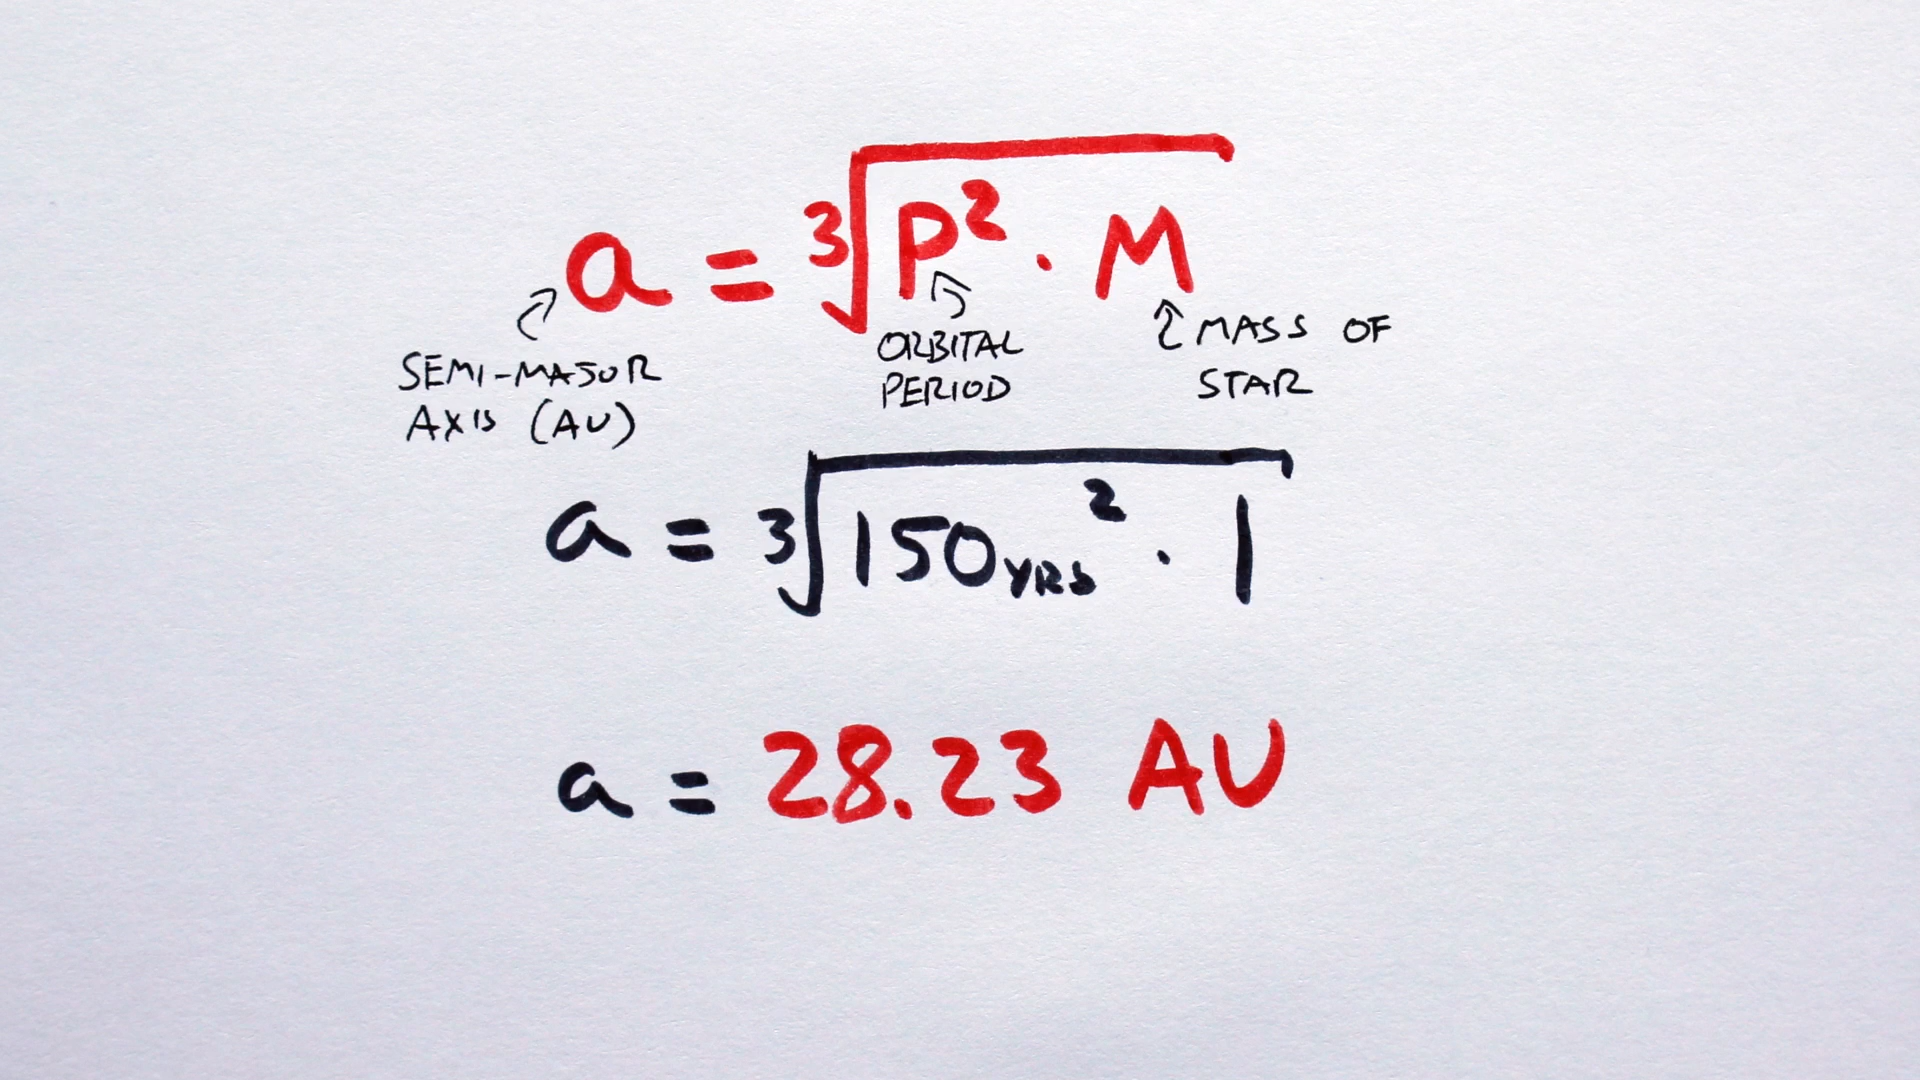 a = ³√P² · M
SEMI-MAJOR
AXIS (AU)
ORBITAL
PERIOD
MASS OF
STAR
a = ³√150YRS² · 1
a = 28.23 AU